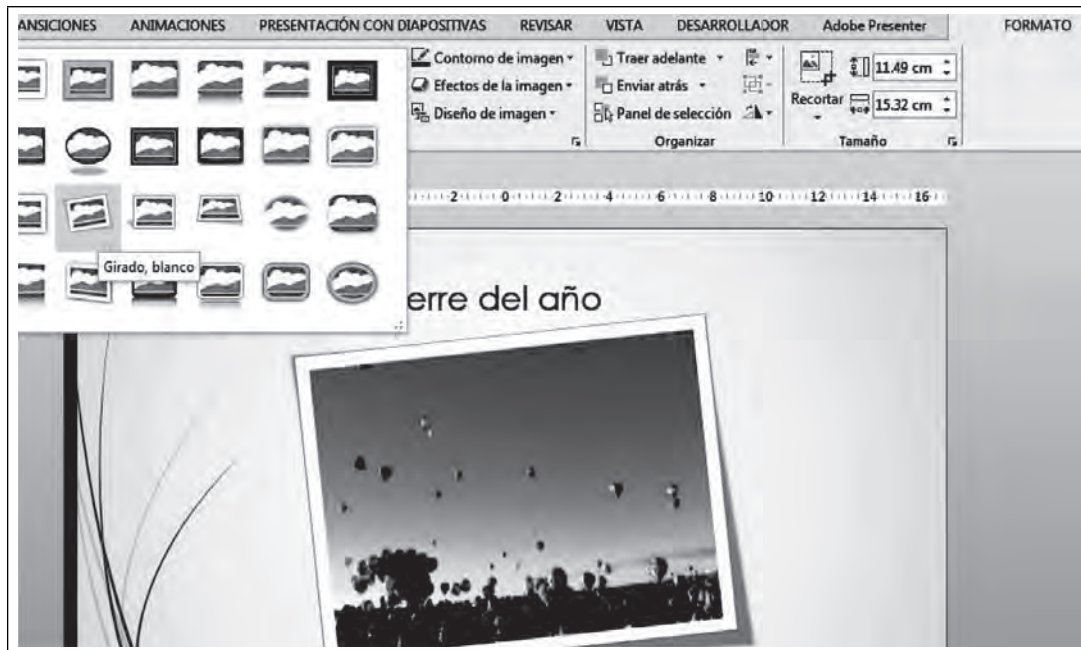 ANSICIONES ANIMACIONES PRESENTACIÓN CON DIAPOSITIVAS REVISAR VISTA DESARROLLADOR Adobe Presenter FORMATO
Contorno de imagen Traer adelante 11.49 cm
Efectos de la imagen Enviar atrás Recortar 15.32 cm
Diseño de imagen Panel de selección
Organizar Tamaño
2 0 2 4 6 8 10 12 14 16
Girado, blanco
erre del año